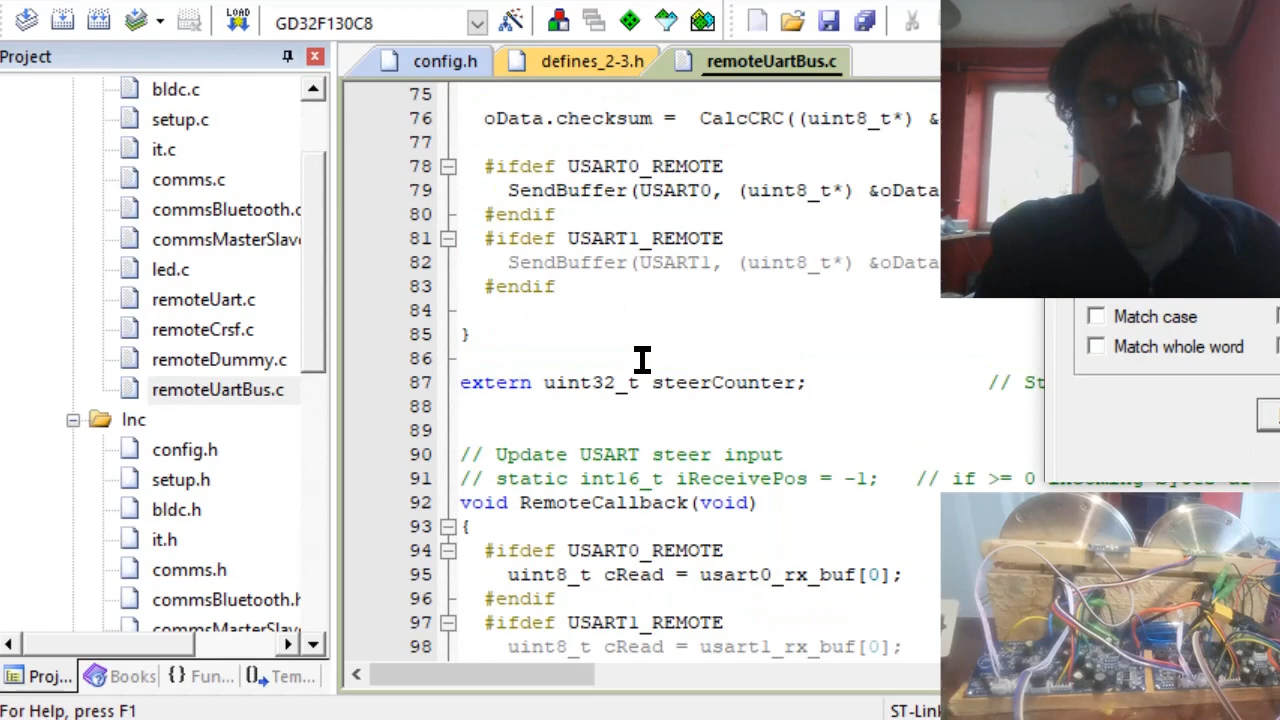 LOAD
GD32F130C8
Project
config.h
defines_2-3.h
remoteUartBus.c
bldc.c
setup.c
it.c
comms.c
commsBluetooth.c
commsMasterSlav
led.c
remoteUart.c
remoteCrsf.c
remoteDummy.c
remoteUartBus.c
Inc
config.h
setup.h
bldc.h
it.h
comms.h
commsBluetooth.h
commsMasterSlav
75
76 oData.checksum = CalcCRC((uint8_t*) &
77
78 #ifdef USART0_REMOTE
79 SendBuffer(USART0, (uint8_t*) &oData
80 #endif
81 #ifdef USART1_REMOTE
82 SendBuffer(USART1, (uint8_t*) &oData
83 #endif
84
85 }
86
87 extern uint32_t steerCounter; // St
88
89
90 // Update USART steer input
91 // static int16_t iReceivePos = -1; // if >= 0 incoming bytes
92 void RemoteCallback(void)
93 {
94 #ifdef USART0_REMOTE
95 uint8_t cRead = usart0_rx_buf[0];
96 #endif
97 #ifdef USART1_REMOTE
98 uint8_t cRead = usart1_rx_buf[0];
Match case
Match whole word
Proj... Books {} Fun... Tem...
For Help, press F1
ST-Link